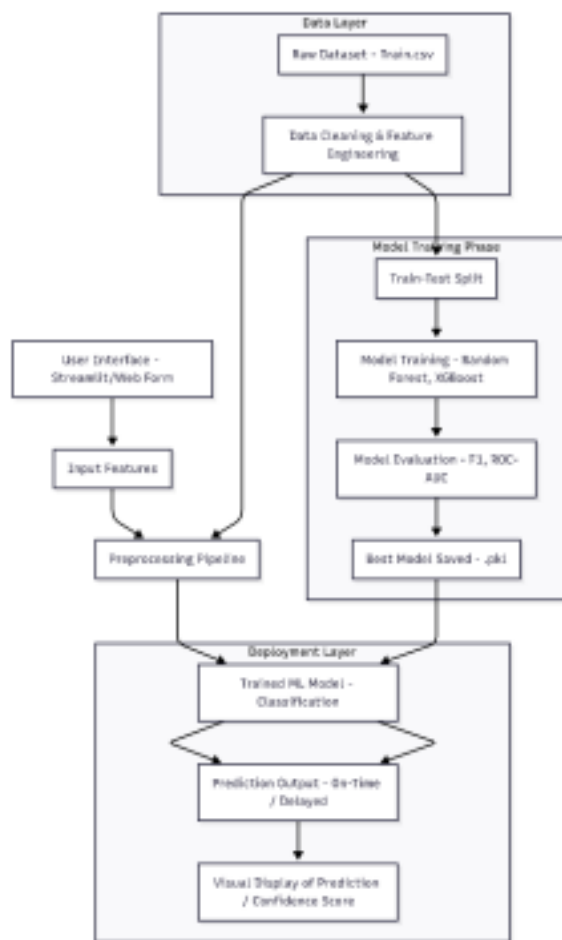 Data Layer
Raw Dataset - Train.csv
Data Cleaning & Feature
Engineering
Model Training Phase
Train-Test Split
User Interface -
Streamlit/Web Form
Model Training - Random
Forest, XGBoost
Input Features
Model Evaluation - F1, ROC-
AUC
Preprocessing Pipeline
Best Model Saved - .pkl
Deployment Layer
Trained ML Model -
Classification
Prediction Output - On-Time
/ Delayed
Visual Display of Prediction
/ Confidence Score